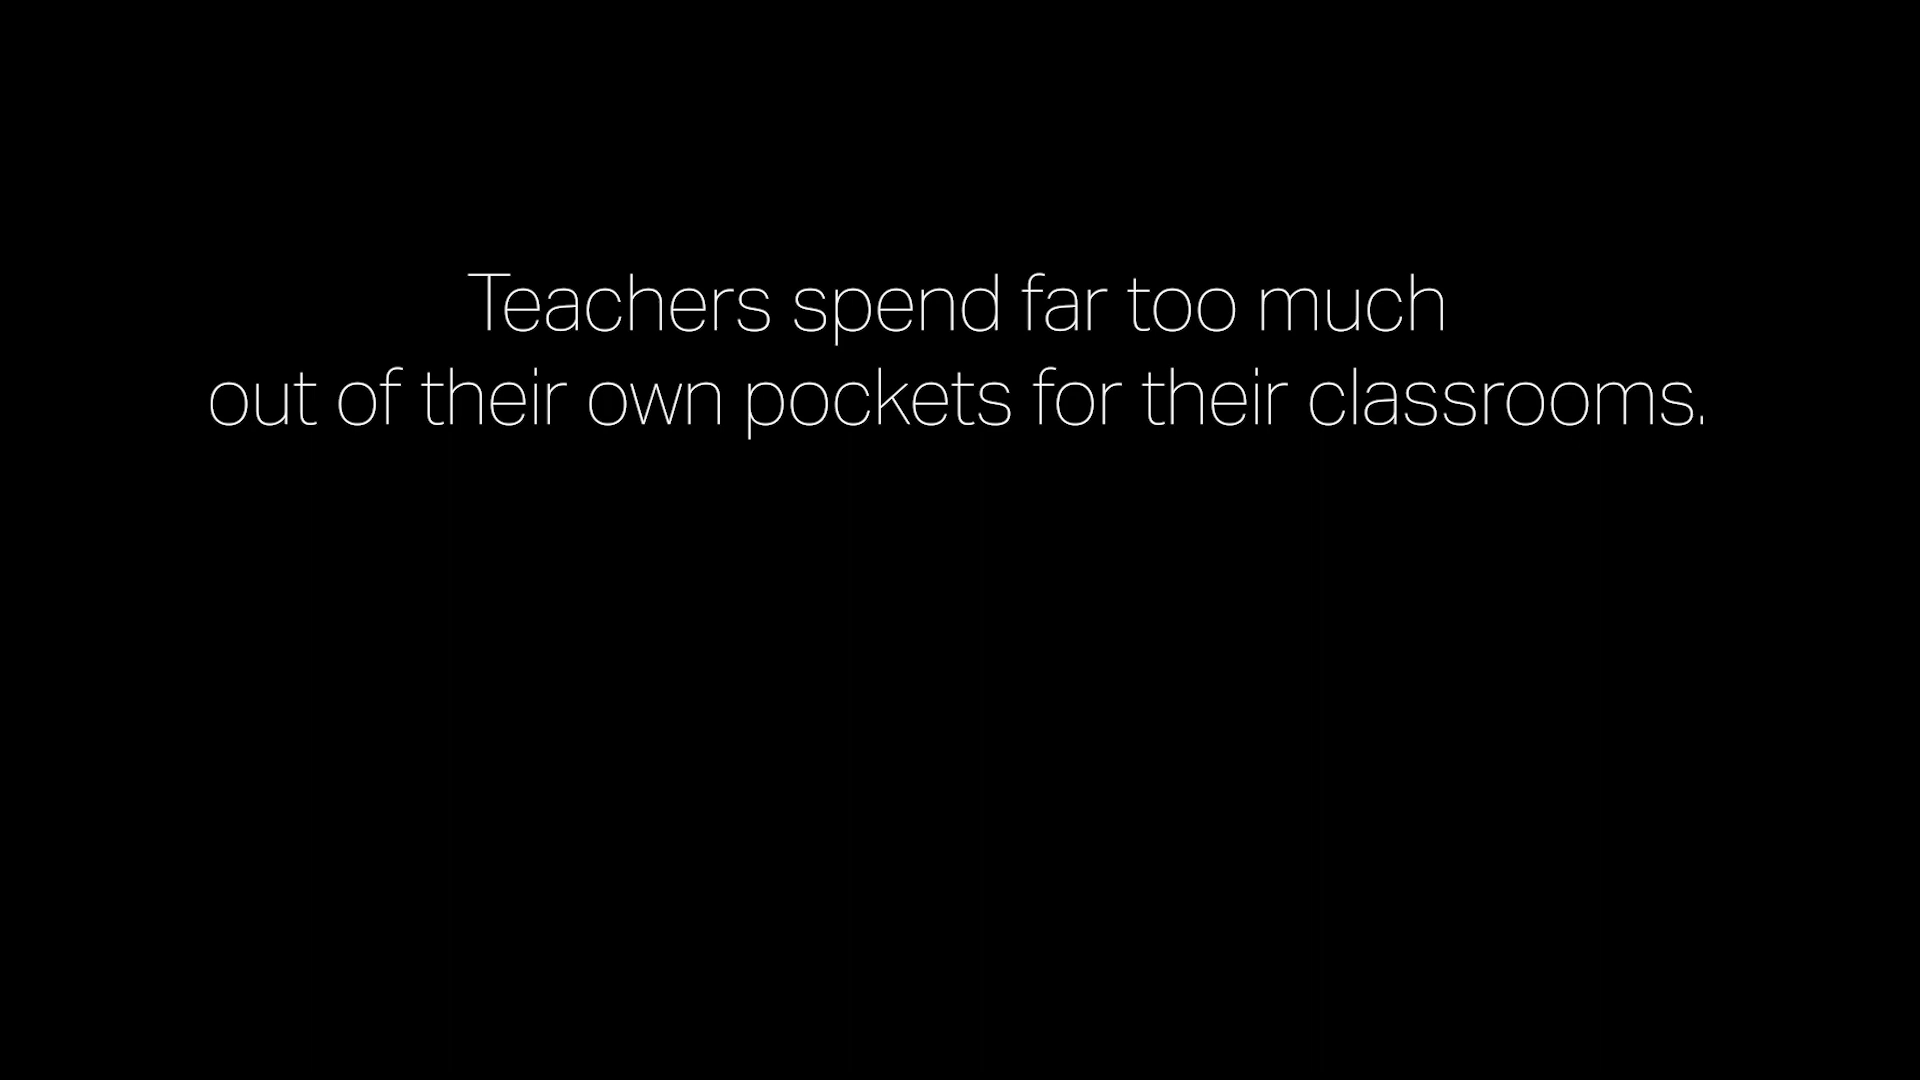 Teachers spend far too much
out of their own pockets for their classrooms.